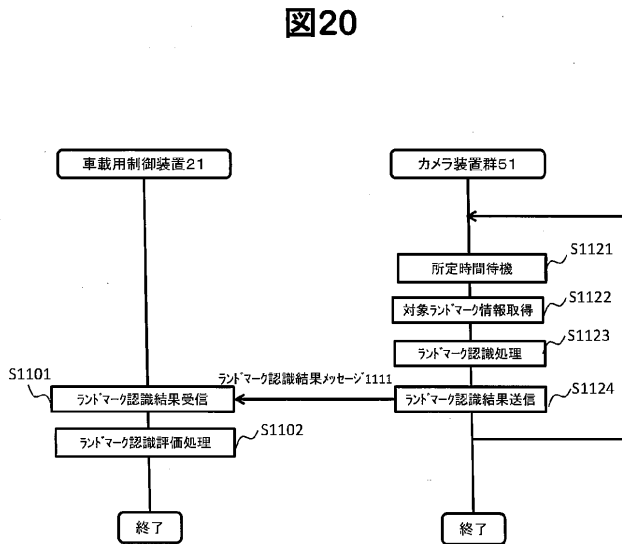 図20
車載用制御装置21
カメラ装置群51
S1121
所定時間待機
S1122
対象ランドマーク情報取得
S1123
ランドマーク認識処理
S1101
ランドマーク認識結果メッセージ1111
S1124
ランドマーク認識結果受信
ランドマーク認識結果送信
S1102
ランドマーク認識評価処理
終了
終了